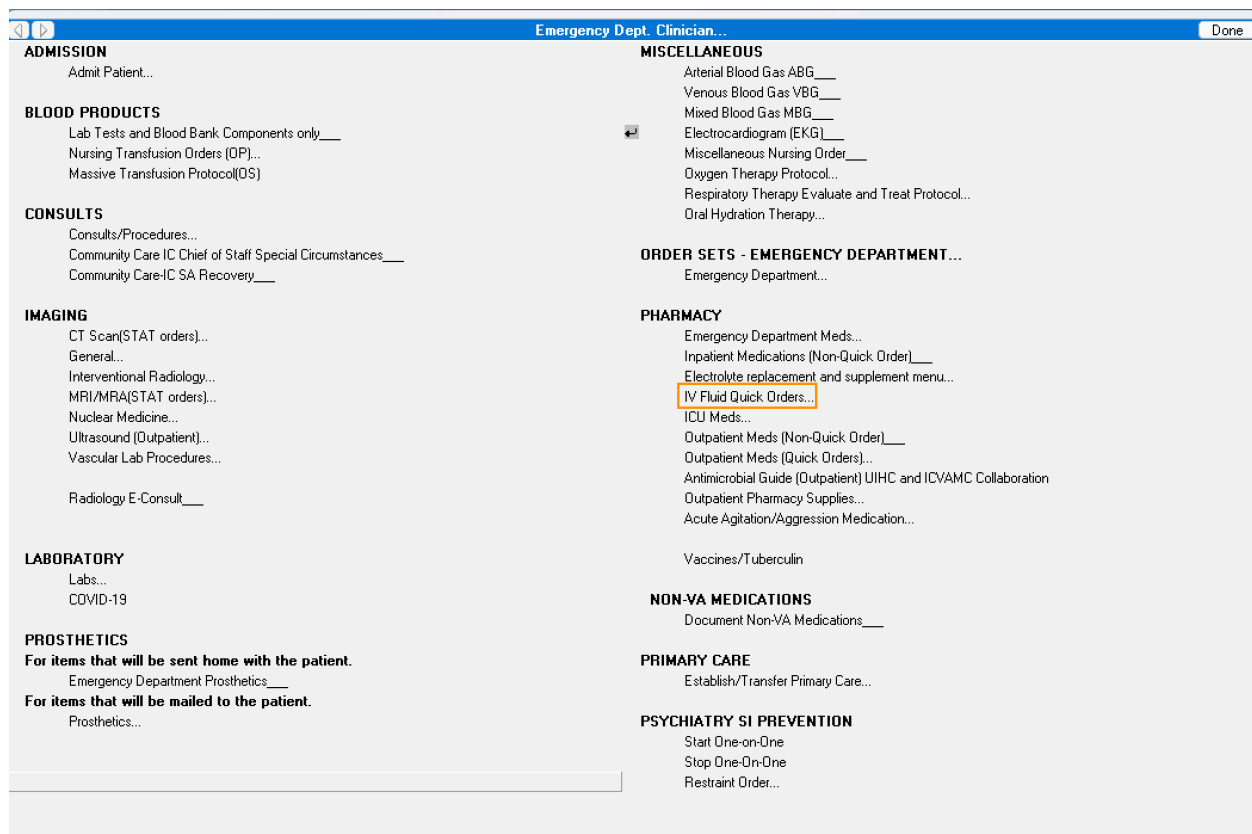 Emergency Dept. Clinician...
Done
ADMISSION
Admit Patient...
BLOOD PRODUCTS
Lab Tests and Blood Bank Components only___
Nursing Transfusion Orders (OP)...
Massive Transfusion Protocol(OS)
CONSULTS
Consults/Procedures...
Community Care IC Chief of Staff Special Circumstances___
Community Care-IC SA Recovery___
IMAGING
CT Scan(STAT orders)...
General...
Interventional Radiology...
MRI/MRA(STAT orders)...
Nuclear Medicine...
Ultrasound (Outpatient)...
Vascular Lab Procedures...
Radiology E-Consult___
LABORATORY
Labs...
COVID-19
PROSTHETICS
For items that will be sent home with the patient.
Emergency Department Prosthetics___
For items that will be mailed to the patient.
Prosthetics...
MISCELLANEOUS
Arterial Blood Gas ABG___
Venous Blood Gas VBG___
Mixed Blood Gas MBG___
Electrocardiogram (EKG)___
Miscellaneous Nursing Order___
Oxygen Therapy Protocol...
Respiratory Therapy Evaluate and Treat Protocol...
Oral Hydration Therapy...
ORDER SETS - EMERGENCY DEPARTMENT...
Emergency Department...
PHARMACY
Emergency Department Meds...
Inpatient Medications (Non-Quick Order)___
Electrolyte replacement and supplement menu...
IV Fluid Quick Orders...
ICU Meds...
Outpatient Meds (Non-Quick Order)___
Outpatient Meds (Quick Orders)...
Antimicrobial Guide (Outpatient) UIHC and ICVAMC Collaboration
Outpatient Pharmacy Supplies...
Acute Agitation/Aggression Medication...
Vaccines/Tuberculin
NON-VA MEDICATIONS
Document Non-VA Medications___
PRIMARY CARE
Establish/Transfer Primary Care...
PSYCHIATRY SI PREVENTION
Start One-on-One
Stop One-On-One
Restraint Order...